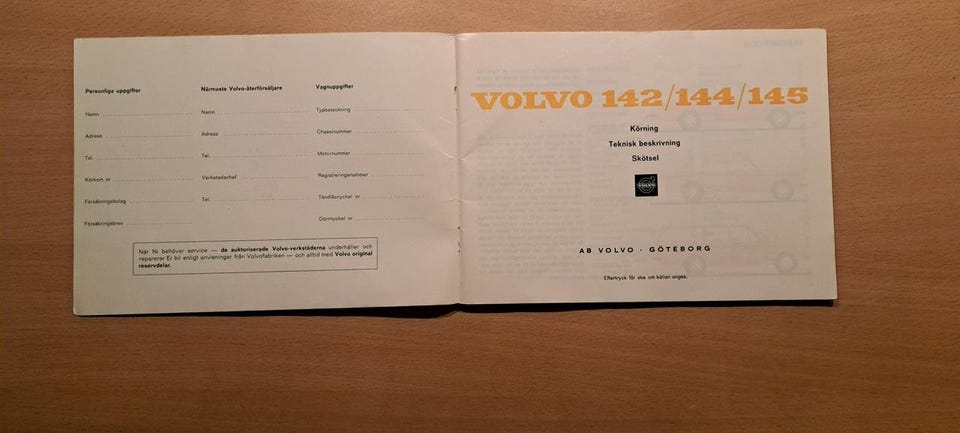 Personliga uppgifter
Namn
Adress
Tel.
Körkort nr
Försäkringsbolag
Försäkringsbrev
Närmaste Volvo-återförsäljare
Namn
Adress
Tel.
Verkstadschef
Tel.
Vagnuppgifter
Typbeteckning
Chassinummer
Motornummer
Registreringsnummer
Tändlåsnyckel nr
Dörrnyckel nr
När Ni behöver service — de auktoriserade Volvo-verkstäderna underhåller och
reparerar Er bil enligt anvisningar från Volvofabriken — och alltid med Volvo original
reservdelar.
VOLVO 142/144/145
Körning
Teknisk beskrivning
Skötsel
VOLVO
AB VOLVO · GÖTEBORG
Eftertryck får ske, om källan anges.